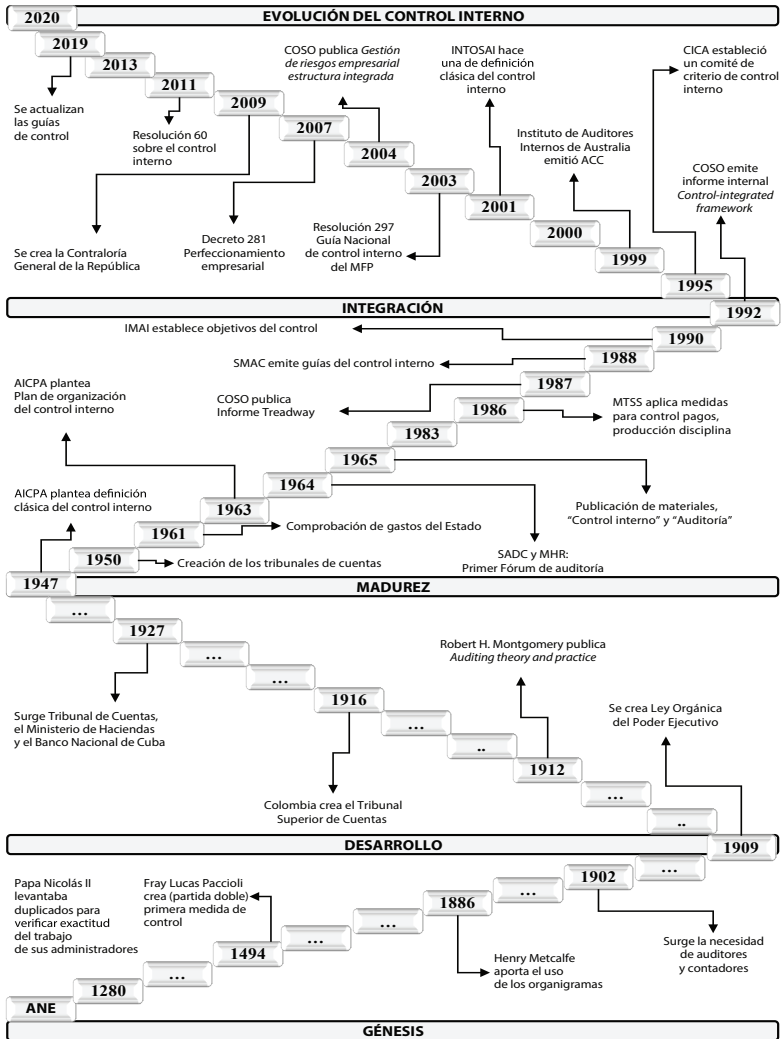 EVOLUCIÓN DEL CONTROL INTERNO
2020
2019
2013
2011
2009
2007
2004
2003
2001
2000
1999
1995
1992
Se actualizan
las guías
de control
Resolución 60
sobre el control
interno
COSO publica Gestión
de riesgos empresarial
estructura integrada
INTOSAI hace
una de definición
clásica del control
interno
CICA estableció
un comité de
criterio de control
interno
Instituto de Auditores
Internos de Australia
emitió ACC
COSO emite
informe internal
Control-integrated
framework
Se crea la Contraloría
General de la República
Decreto 281
Perfeccionamiento
empresarial
Resolución 297
Guía Nacional
de control interno
del MFP
INTEGRACIÓN
IMAI establece objetivos del control
1990
SMAC emite guías del control interno
1988
AICPA plantea
Plan de organización
del control interno
COSO publica
Informe Treadway
1987
1986
MTSS aplica medidas
para control pagos,
producción disciplina
1983
1965
1964
1963
1961
1950
1947
AICPA plantea definición
clásica del control interno
Publicación de materiales,
“Control interno” y “Auditoría”
Comprobación de gastos del Estado
SADC y MHR:
Primer Fórum de auditoría
Creación de los tribunales de cuentas
MADUREZ
...
1927
...
...
1916
...
..
1912
...
..
1909
Robert H. Montgomery publica
Auditing theory and practice
Se crea Ley Orgánica
del Poder Ejecutivo
Surge Tribunal de Cuentas,
el Ministerio de Haciendas
y el Banco Nacional de Cuba
Colombia crea el Tribunal
Superior de Cuentas
DESARROLLO
Papa Nicolás II
levantaba
duplicados para
verificar exactitud
del trabajo
de sus administradores
Fray Lucas Paccioli
crea (partida doble)
primera medida de
control
...
1902
...
1886
...
...
1494
...
1280
ANE
Henry Metcalfe
aporta el uso
de los organigramas
Surge la necesidad
de auditores
y contadores
GÉNESIS